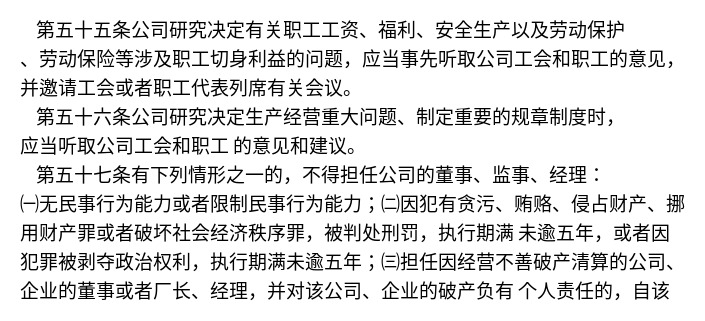 第五十五条公司研究决定有关职工工资、福利、安全生产以及劳动保护
、劳动保险等涉及职工切身利益的问题，应当事先听取公司工会和职工的意见，
并邀请工会或者职工代表列席有关会议。
第五十六条公司研究决定生产经营重大问题、制定重要的规章制度时，
应当听取公司工会和职工 的意见和建议。
第五十七条有下列情形之一的，不得担任公司的董事、监事、经理：
㈠无民事行为能力或者限制民事行为能力；㈡因犯有贪污、贿赂、侵占财产、挪
用财产罪或者破坏社会经济秩序罪，被判处刑罚，执行期满 未逾五年，或者因
犯罪被剥夺政治权利，执行期满未逾五年；㈢担任因经营不善破产清算的公司、
企业的董事或者厂长、经理，并对该公司、企业的破产负有 个人责任的，自该